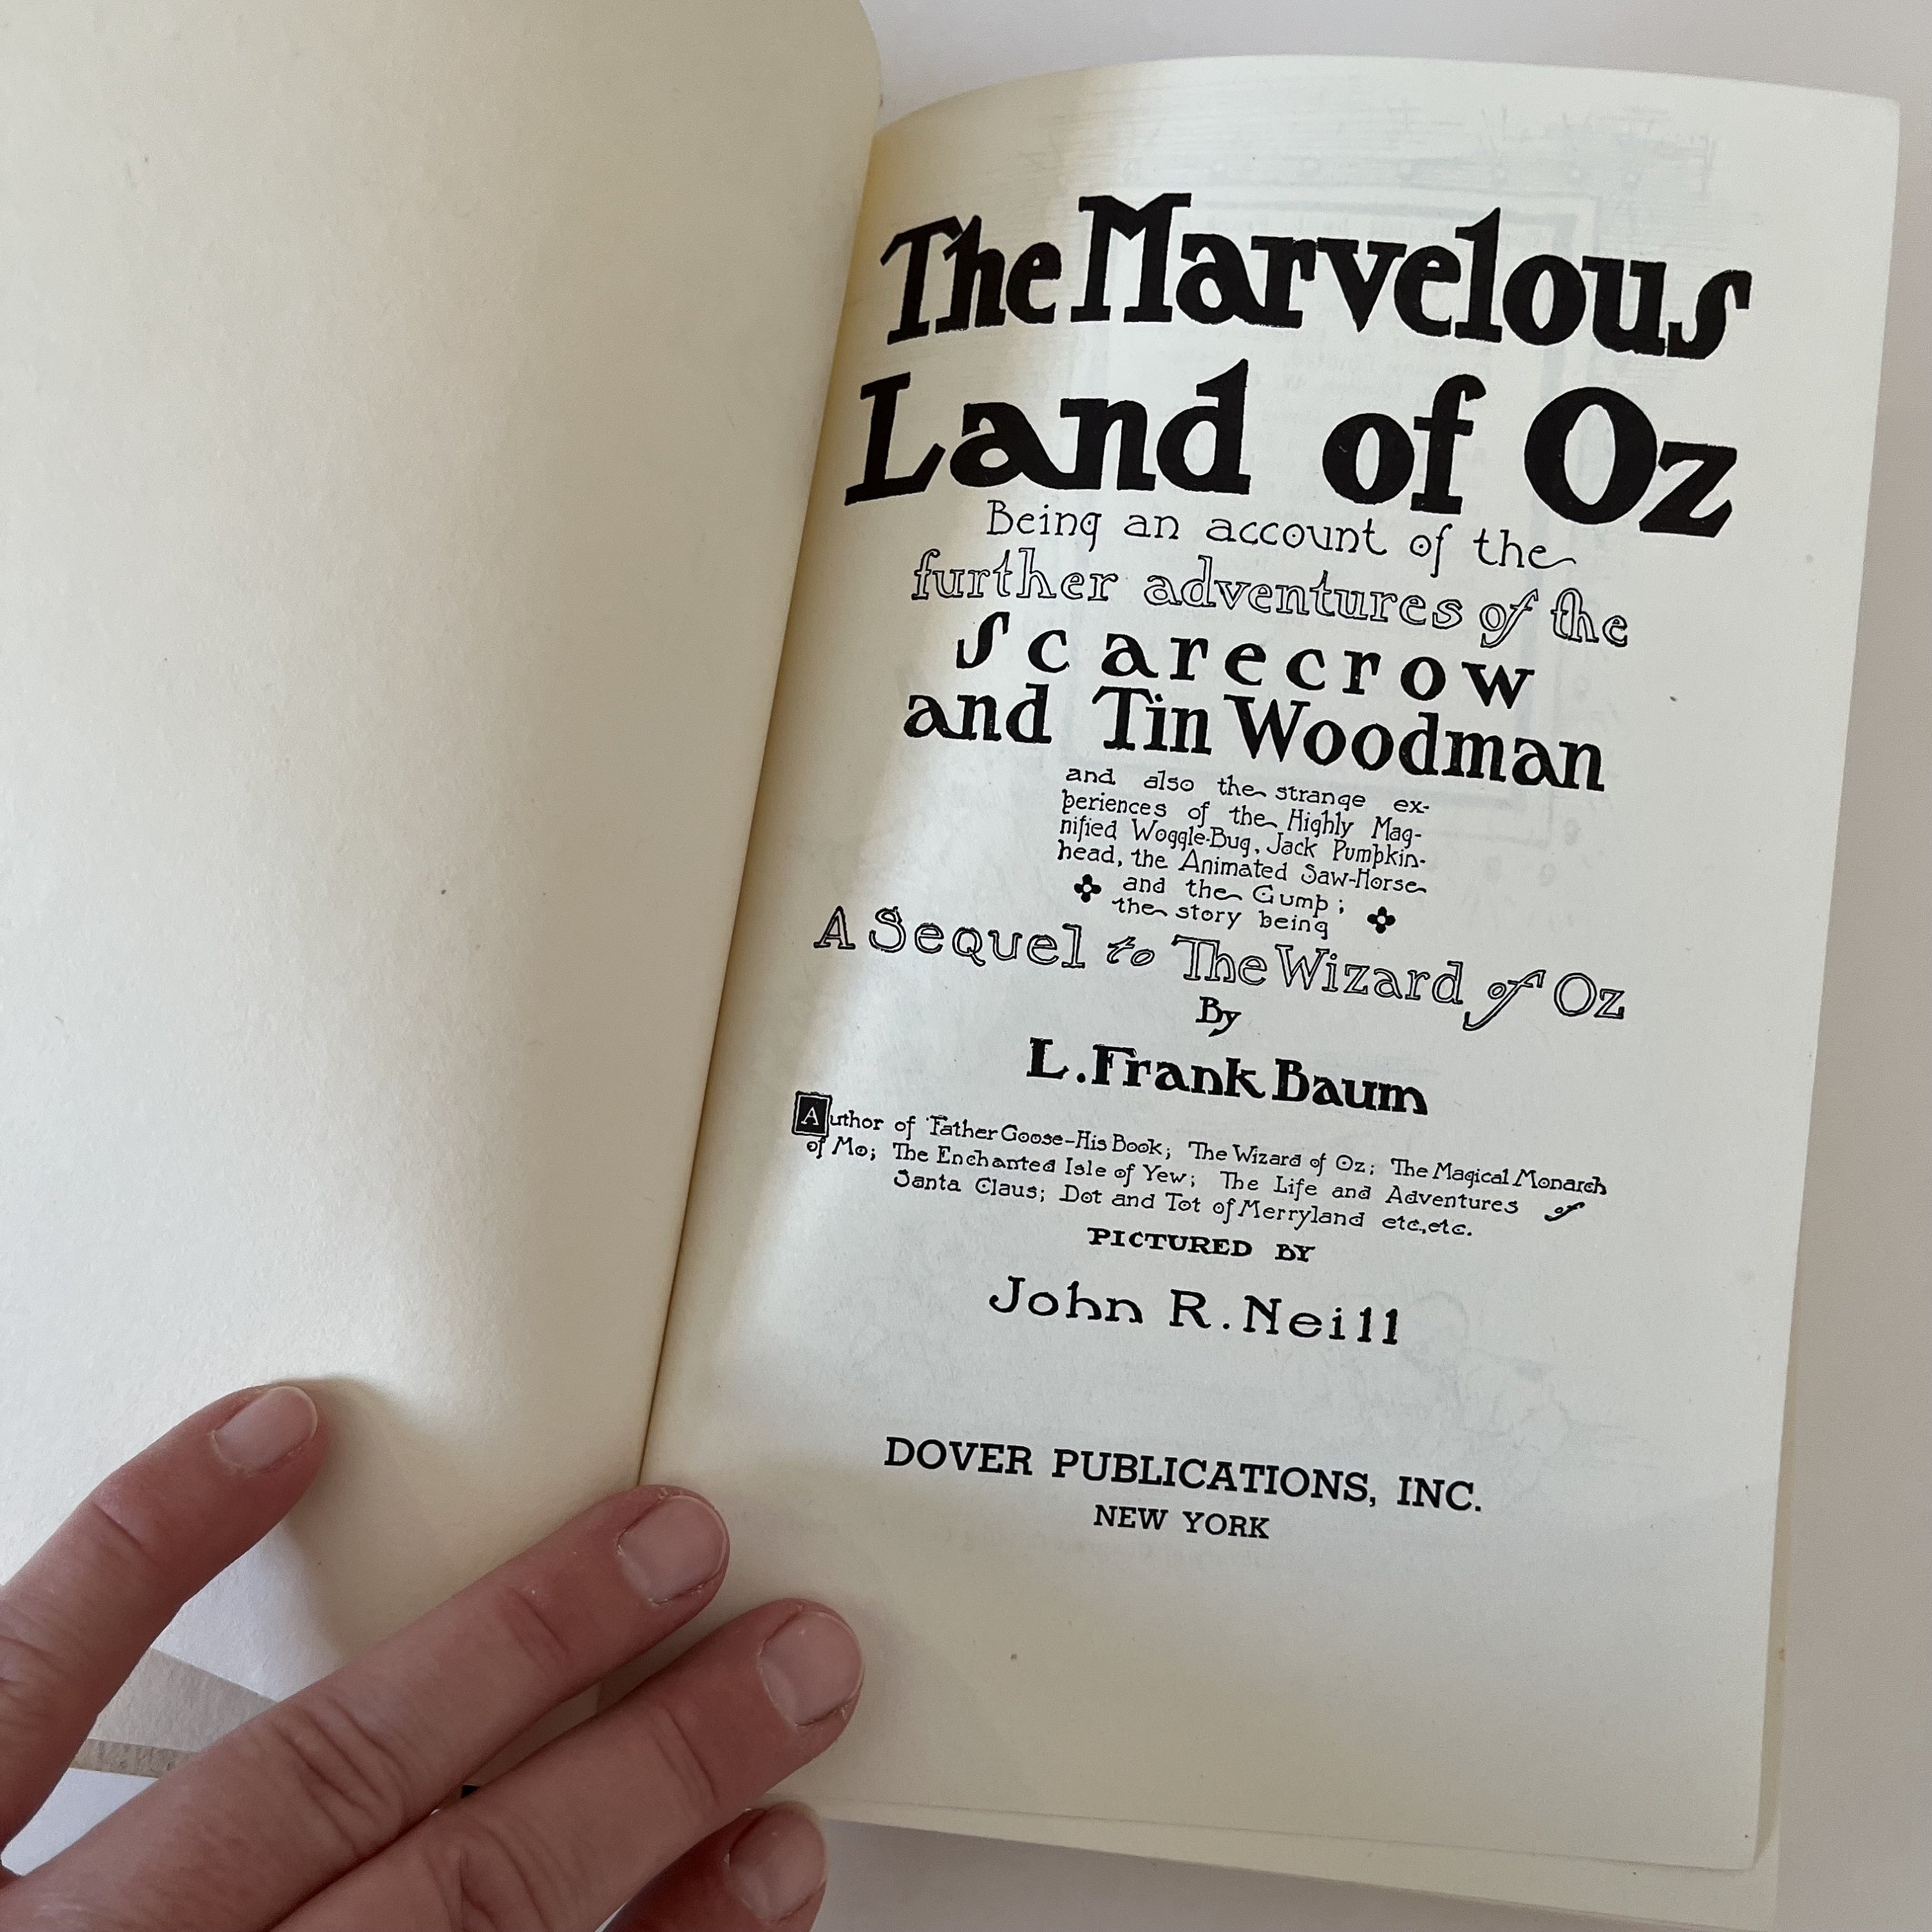 The Marvelous
Land of Oz
Being an account of the
further adventures of the
Scarecrow
and Tin Woodman
and also the strange ex-
periences of the Highly Mag-
nified Woggle-Bug, Jack Pumpkin-
head, the Animated Saw-Horse
and the Gump;
the story being
A Sequel to The Wizard of Oz
By
L. Frank Baum
Author of Father Goose-His Book; The Wizard of Oz; The Magical Monarch
of Mo; The Enchanted Isle of Yew; The Life and Adventures of
Santa Claus; Dot and Tot of Merryland etc., etc.
PICTURED BY
John R. Neill
DOVER PUBLICATIONS, INC.
NEW YORK